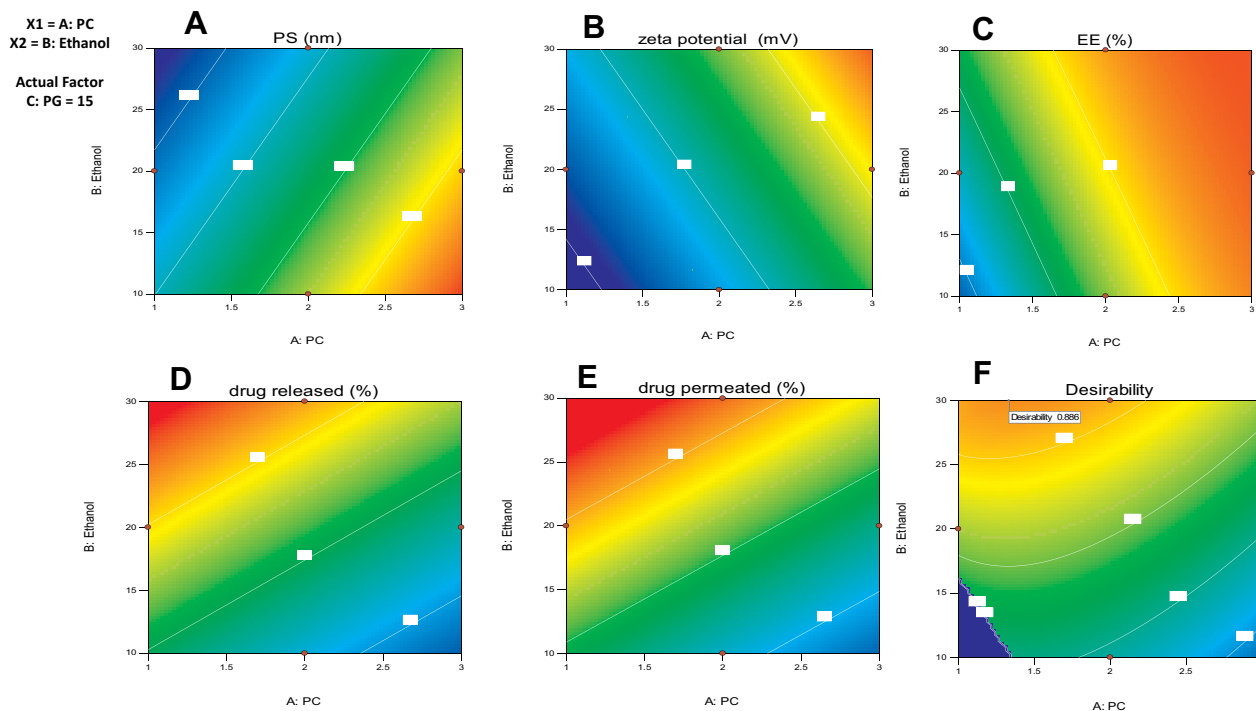 X1 = A: PC
X2 = B: Ethanol
Actual Factor
C: PG = 15
A
PS (nm)
B: Ethanol
30
25
20
15
10
1
1.5
2
2.5
3
A: PC
B
zeta potential (mV)
B: Ethanol
30
25
20
15
10
1
1.5
2
2.5
3
A: PC
C
EE (%)
B: Ethanol
30
25
20
15
10
1
1.5
2
2.5
3
A: PC
D
drug released (%)
B: Ethanol
30
25
20
15
10
1
1.5
2
2.5
3
A: PC
E
drug permeated (%)
B: Ethanol
30
25
20
15
10
1
1.5
2
2.5
3
A: PC
F
Desirability
Desirability 0.886
B: Ethanol
30
25
20
15
10
1
1.5
2
2.5
A: PC